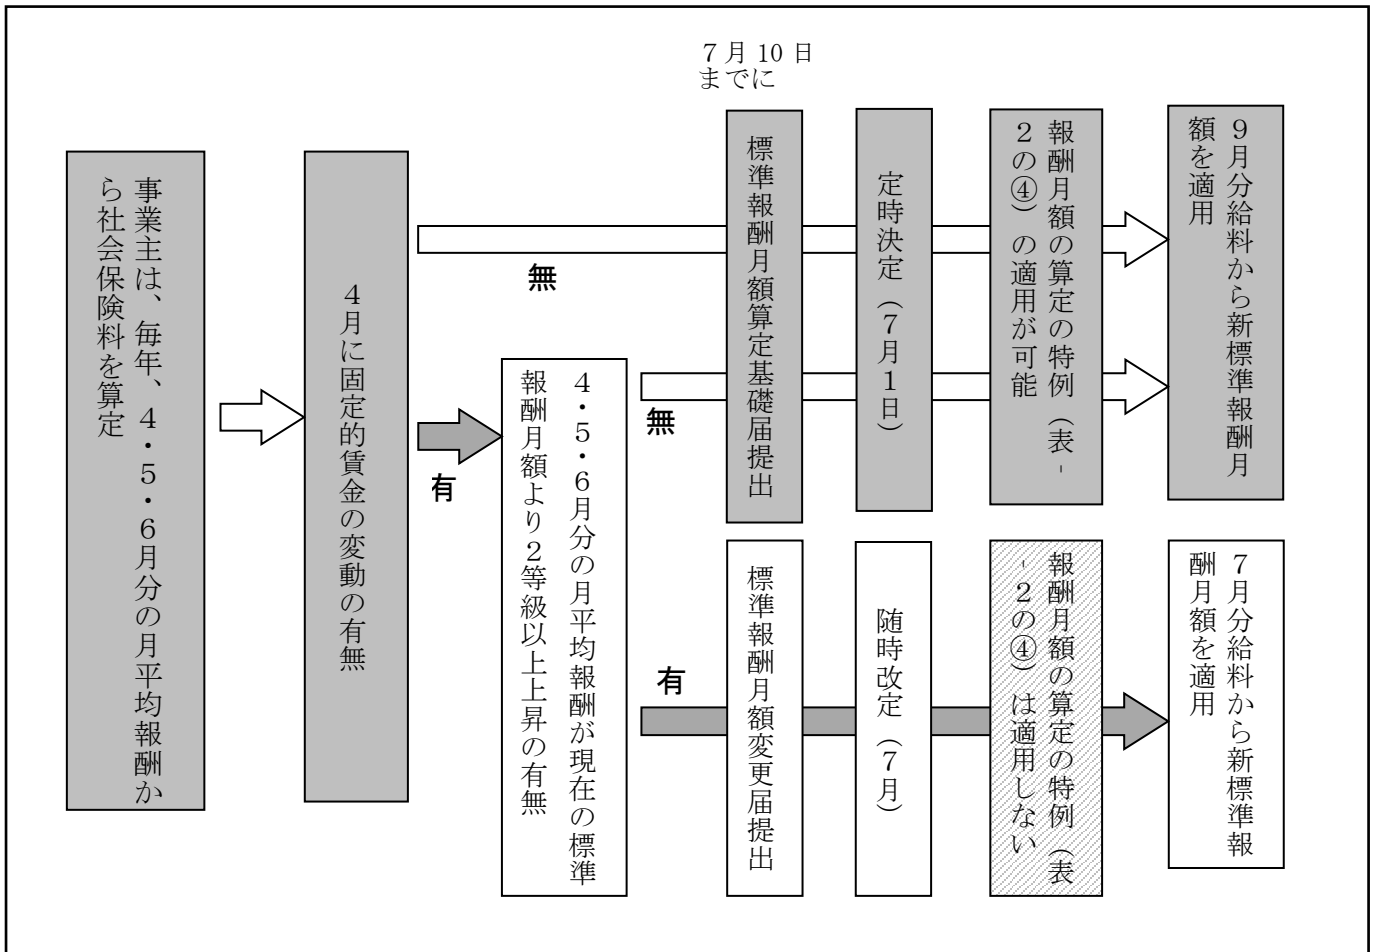 ７月 10 日
までに
事業主は、毎年、４・５・６月分の月平均報酬か
ら社会保険料を算定
４月に固定的賃金の変動の有無
無
有
４・５・６月分の月平均報酬が現在の標準
報酬月額より２等級以上上昇の有無
無
有
標準報酬月額算定基礎届提出
定時決定（７月１日）
報酬月額の算定の特例（表-
２の④）の適用が可能
９月分給料から新標準報酬月
額を適用
標準報酬月額変更届提出
随時改定（７月）
報酬月額の算定の特例（表
-２の④）は適用しない
７月分給料から新標準報
酬月額を適用